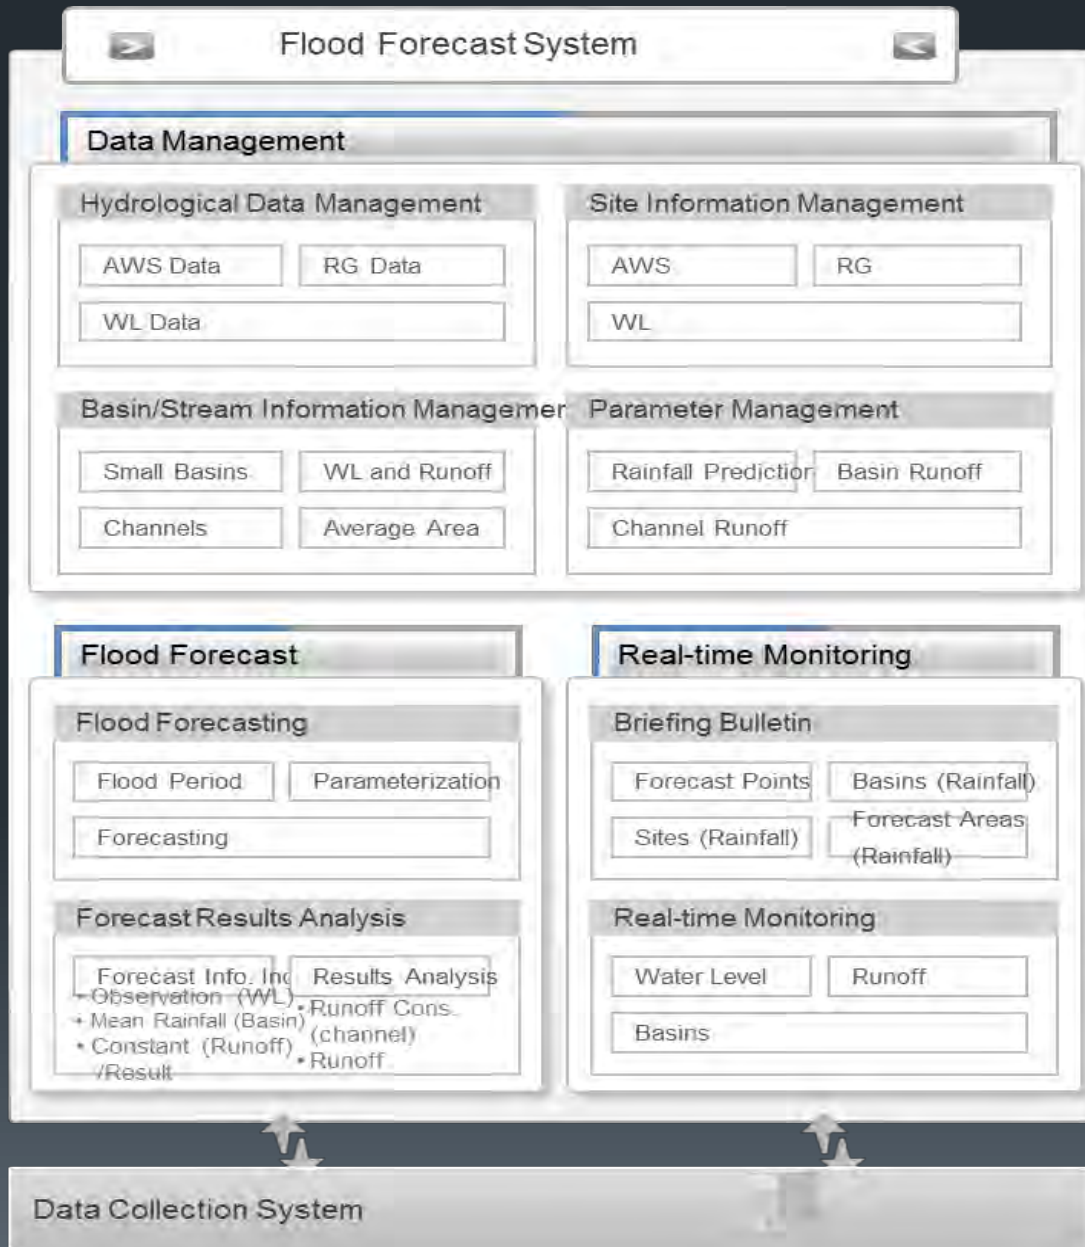 Flood Forecast System
Data Management
Hydrological Data Management
AWS Data
RG Data
WL Data
Site Information Management
AWS
RG
WL
Basin/Stream Information Managemer
Small Basins
WL and Runoff
Channels
Average Area
Parameter Management
Rainfall Prediction
Basin Runoff
Channel Runoff
Flood Forecast
Flood Forecasting
Flood Period
Parameterization
Forecasting
Forecast Results Analysis
Forecast Info. Inq
Results Analysis
• Observation (WL)
• Mean Rainfall (Basin)
• Constant (Runoff)
/Result
• Runoff Cons.
(channel)
• Runoff
Real-time Monitoring
Briefing Bulletin
Forecast Points
Basins (Rainfall)
Sites (Rainfall)
Forecast Areas
(Rainfall)
Real-time Monitoring
Water Level
Runoff
Basins
Data Collection System